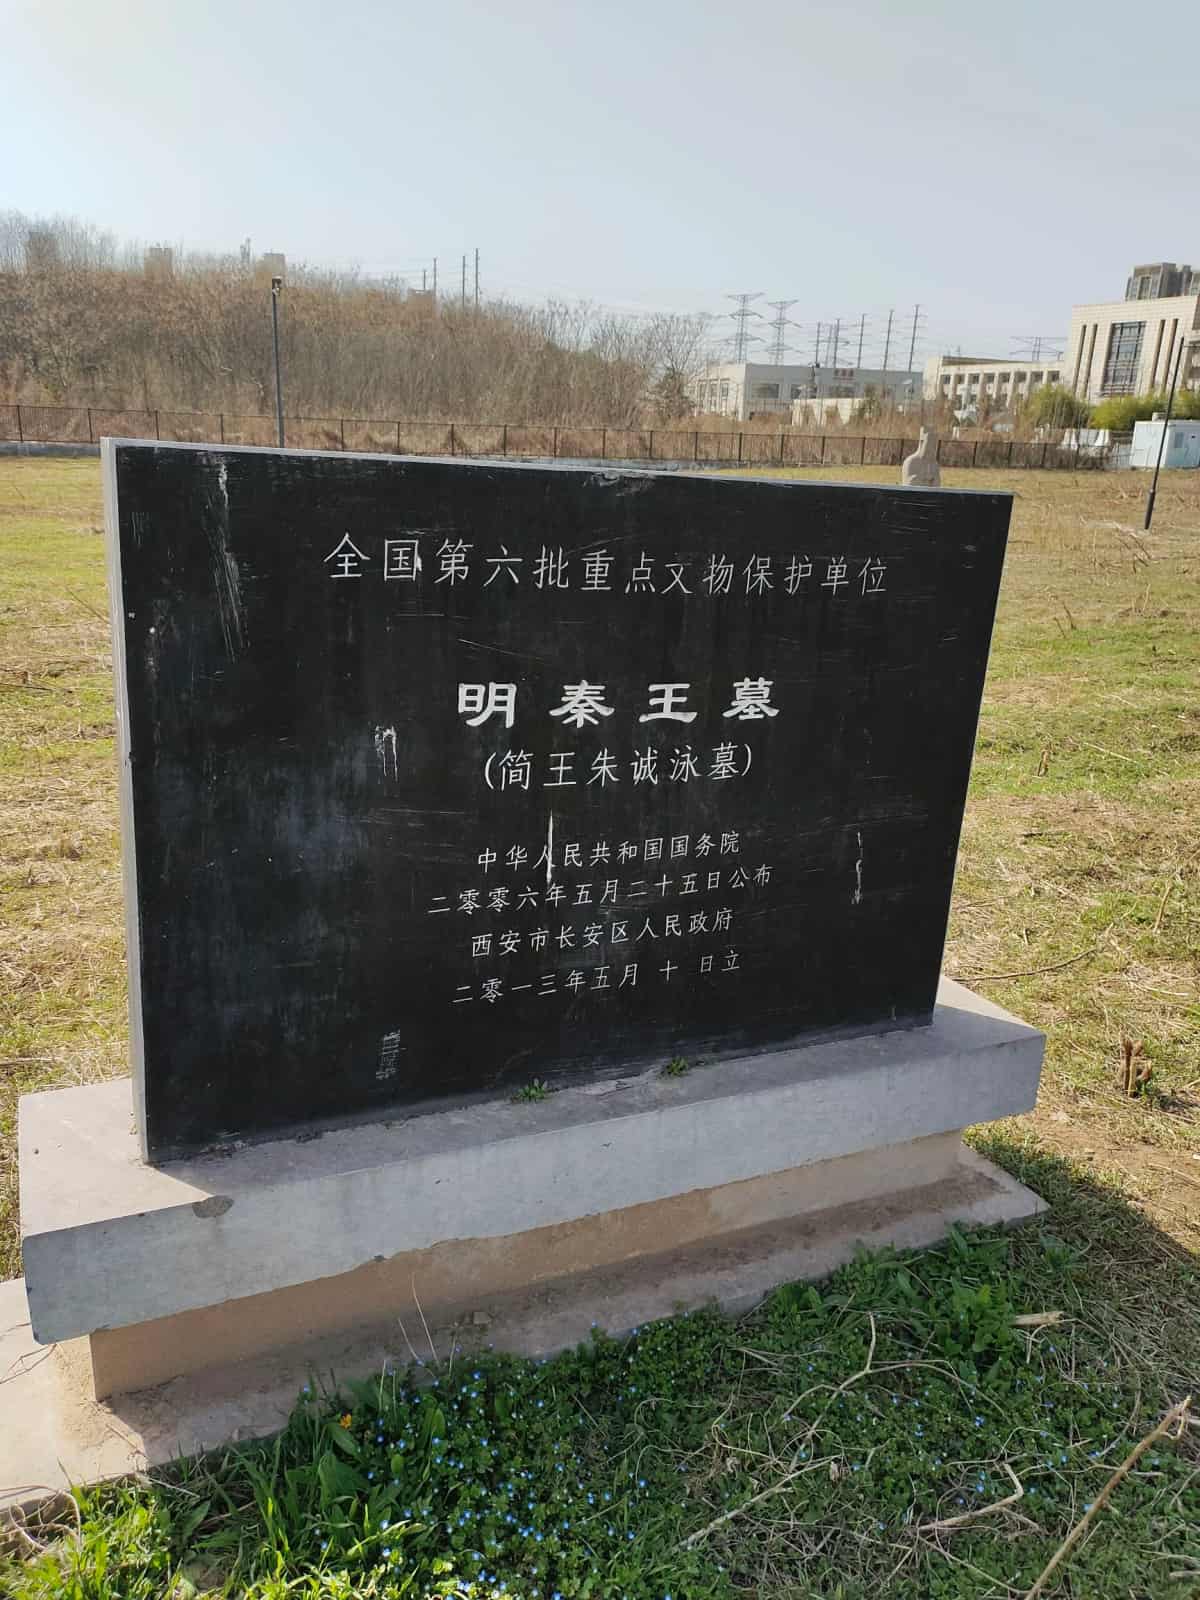 全国第六批重点文物保护单位
明秦王墓
(简王朱诚泳墓)
中华人民共和国国务院
二零零六年五月二十五日公布
西安市长安区人民政府
二零一三年五月 十 日立